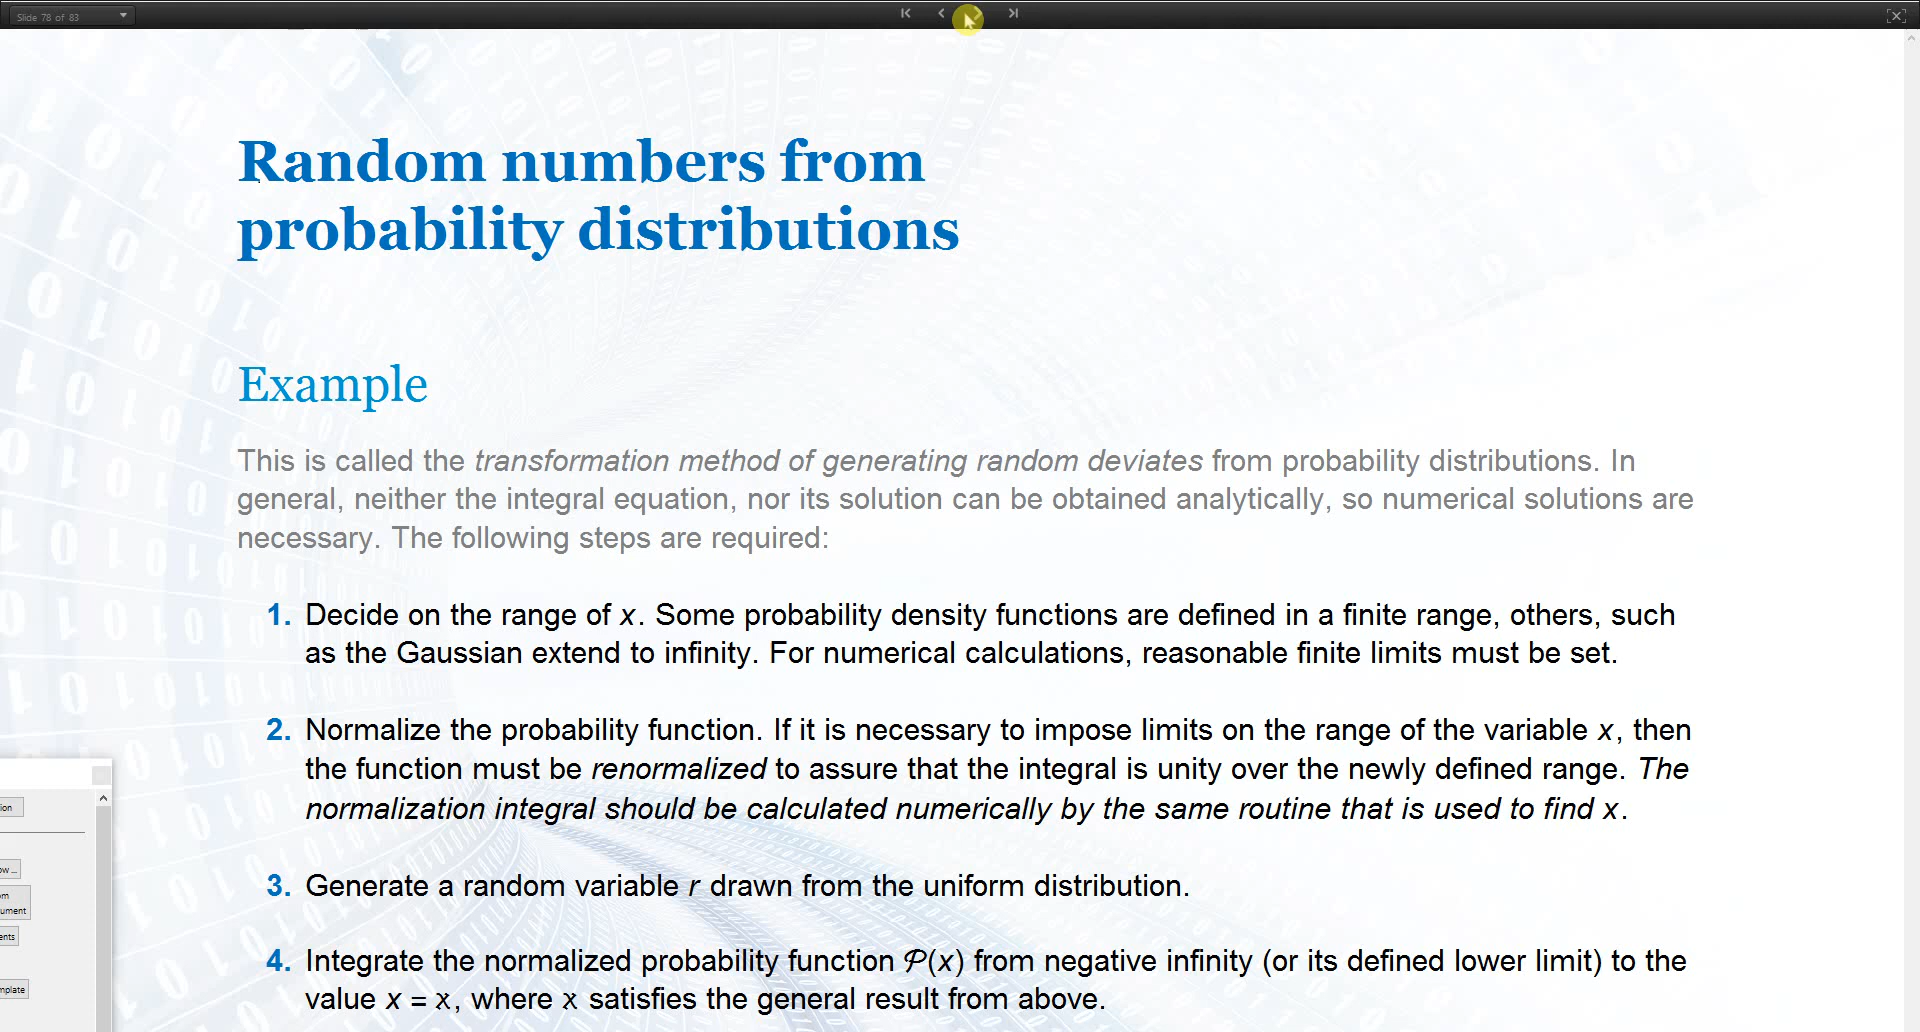 Slide 78 of 83
Random numbers from
probability distributions
Example
This is called the transformation method of generating random deviates from probability distributions. In
general, neither the integral equation, nor its solution can be obtained analytically, so numerical solutions are
necessary. The following steps are required:
1. Decide on the range of x. Some probability density functions are defined in a finite range, others, such
as the Gaussian extend to infinity. For numerical calculations, reasonable finite limits must be set.
2. Normalize the probability function. If it is necessary to impose limits on the range of the variable x, then
the function must be renormalized to assure that the integral is unity over the newly defined range. The
normalization integral should be calculated numerically by the same routine that is used to find x.
3. Generate a random variable r drawn from the uniform distribution.
4. Integrate the normalized probability function 𝒫(x) from negative infinity (or its defined lower limit) to the
value x = x, where x satisfies the general result from above.
ion
ow ...
om
ument
ents
mplate